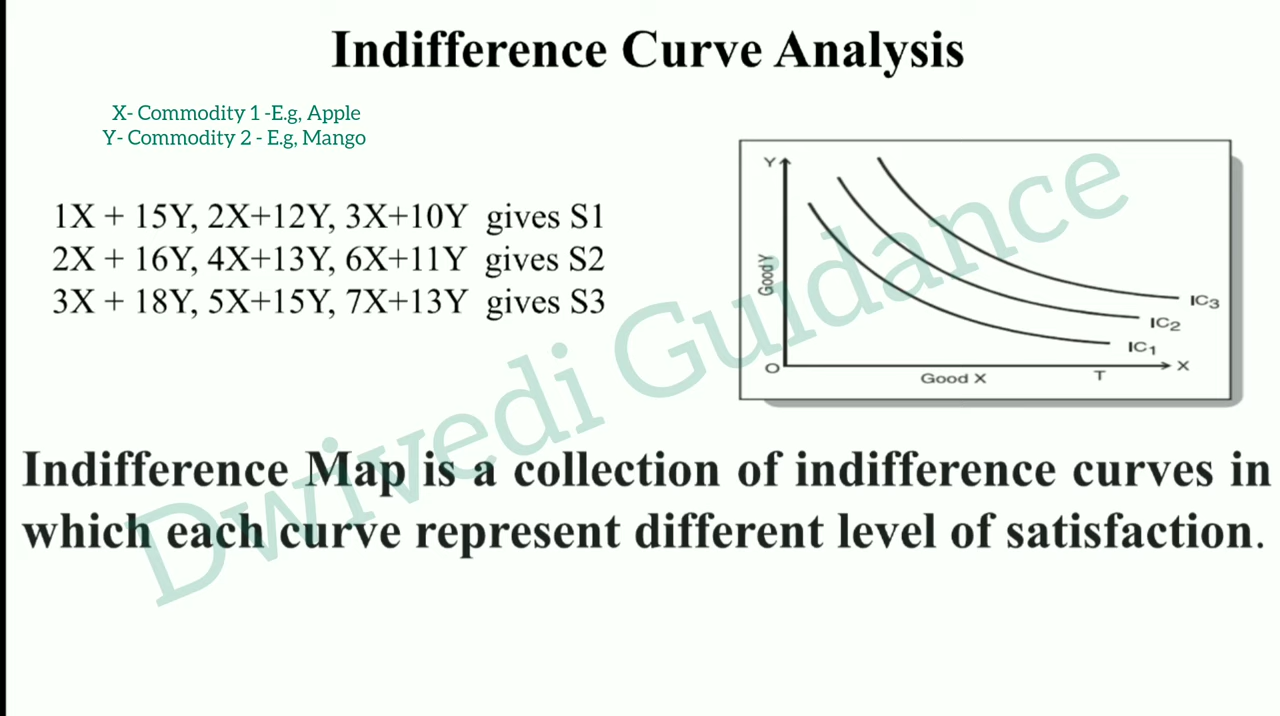 Indifference Curve Analysis
X- Commodity 1 -E.g, Apple
Y- Commodity 2 - E.g, Mango
1X + 15Y, 2X+12Y, 3X+10Y gives S1
2X + 16Y, 4X+13Y, 6X+11Y gives S2
3X + 18Y, 5X+15Y, 7X+13Y gives S3
Y
Good Y
IC3
IC2
IC1
O
X
Good X
T
Indifference Map is a collection of indifference curves in
which each curve represent different level of satisfaction.
Dwivedi Guidance